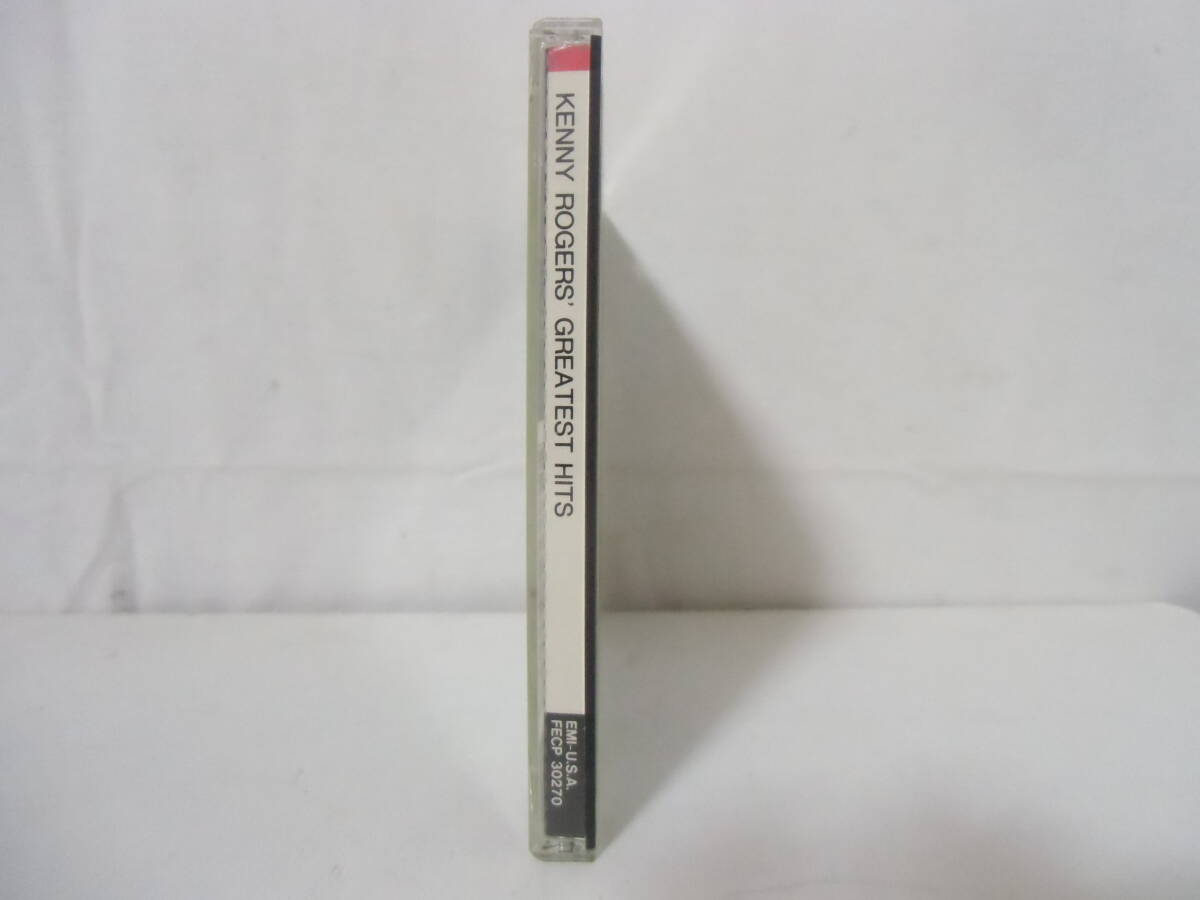 KENNY ROGERS' GREATEST HITS
EMI-U.S.A.
FECP 30270